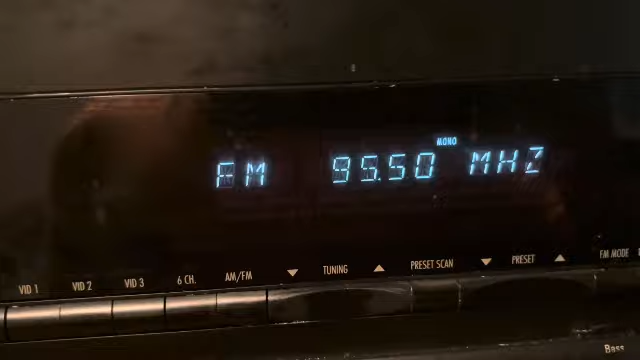 MONO
FM 95.50 MHZ
VID 1 VID 2 VID 3 6 CH. AM/FM TUNING PRESET SCAN PRESET FM MODE
Bass